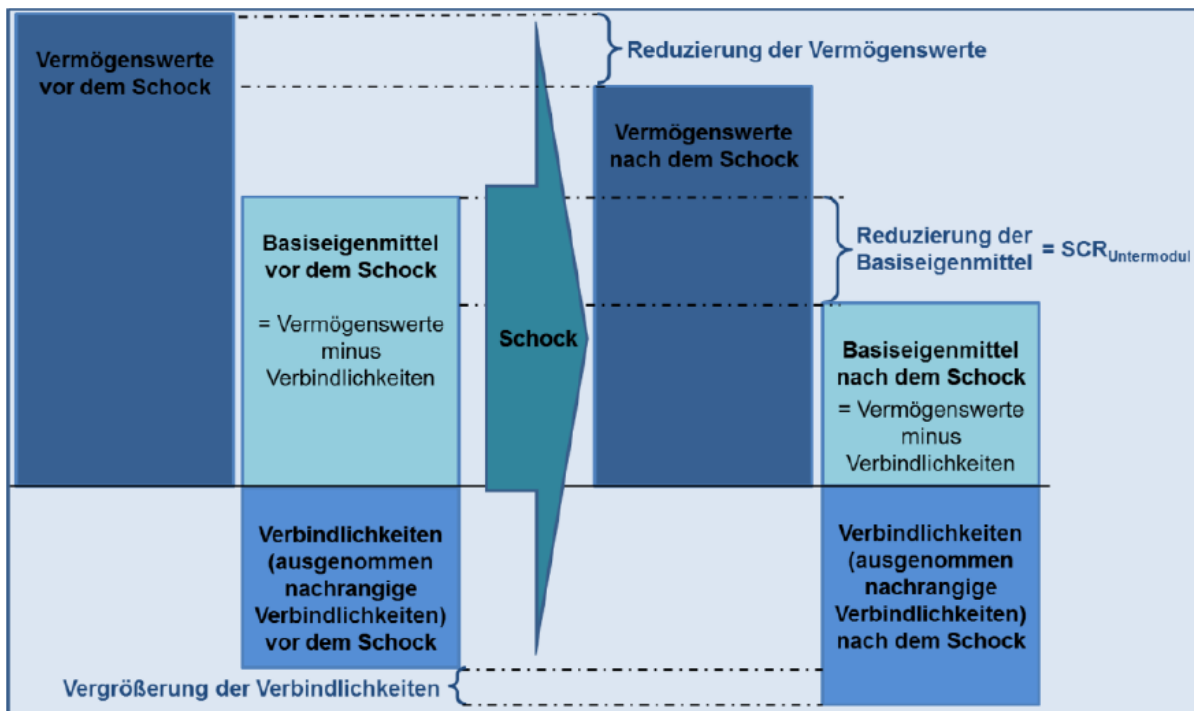 Vermögenswerte
vor dem Schock
Reduzierung der Vermögenswerte
Vermögenswerte
nach dem Schock
Basiseigenmittel
vor dem Schock
= Vermögenswerte
minus
Verbindlichkeiten
Schock
Reduzierung der
Basiseigenmittel = SCR Untermodul
Basiseigenmittel
nach dem Schock
= Vermögenswerte
minus
Verbindlichkeiten
Verbindlichkeiten
(ausgenommen
nachrangige
Verbindlichkeiten)
vor dem Schock
Verbindlichkeiten
(ausgenommen
nachrangige
Verbindlichkeiten)
nach dem Schock
Vergrößerung der Verbindlichkeiten